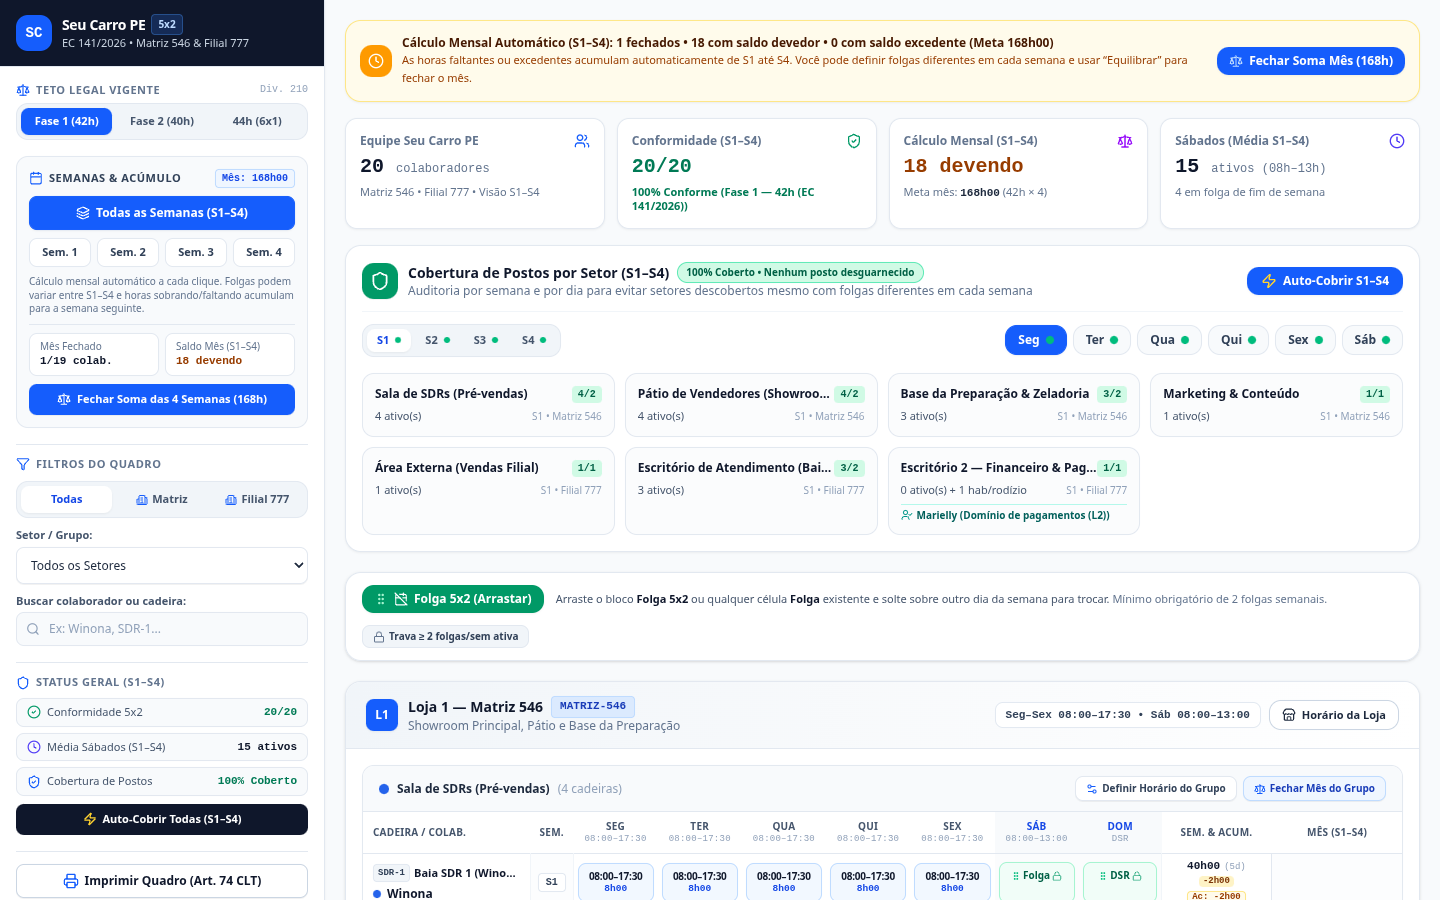 SC
Seu Carro PE 5x2
EC 141/2026 • Matriz 546 & Filial 777
TETO LEGAL VIGENTE Div. 210
Fase 1 (42h) Fase 2 (40h) 44h (6x1)
SEMANAS & ACÚMULO Mês: 168h00
Todas as Semanas (S1–S4)
Sem. 1 Sem. 2 Sem. 3 Sem. 4
Cálculo mensal automático a cada clique. Folgas podem
variar entre S1–S4 e horas sobrando/faltando acumulam
para a semana seguinte.
Mês Fechado Saldo Mês (S1–S4)
1/19 colab. 18 devendo
Fechar Soma das 4 Semanas (168h)
FILTROS DO QUADRO
Todas Matriz Filial 777
Setor / Grupo:
Todos os Setores
Buscar colaborador ou cadeira:
Ex: Winona, SDR-1...
STATUS GERAL (S1–S4)
Conformidade 5x2 20/20
Média Sábados (S1–S4) 15 ativos
Cobertura de Postos 100% Coberto
Auto-Cobrir Todas (S1–S4)
Imprimir Quadro (Art. 74 CLT)
Cálculo Mensal Automático (S1–S4): 1 fechados • 18 com saldo devedor • 0 com saldo excedente (Meta 168h00)
As horas faltantes ou excedentes acumulam automaticamente de S1 até S4. Você pode definir folgas diferentes em cada semana e usar “Equilibrar” para
fechar o mês.
Fechar Soma Mês (168h)
Equipe Seu Carro PE
20 colaboradores
Matriz 546 • Filial 777 • Visão S1–S4
Conformidade (S1–S4)
20/20
100% Conforme (Fase 1 — 42h (EC
141/2026))
Cálculo Mensal (S1–S4)
18 devendo
Meta mês: 168h00 (42h × 4)
Sábados (Média S1–S4)
15 ativos (08h–13h)
4 em folga de fim de semana
Cobertura de Postos por Setor (S1–S4) 100% Coberto • Nenhum posto desguarnecido
Auditoria por semana e por dia para evitar setores descobertos mesmo com folgas diferentes em cada semana
Auto-Cobrir S1–S4
S1 S2 S3 S4
Seg Ter Qua Qui Sex Sáb
Sala de SDRs (Pré-vendas) 4/2
4 ativo(s) S1 • Matriz 546
Pátio de Vendedores (Showroo... 4/2
4 ativo(s) S1 • Matriz 546
Base da Preparação & Zeladoria 3/2
3 ativo(s) S1 • Matriz 546
Marketing & Conteúdo 1/1
1 ativo(s) S1 • Matriz 546
Área Externa (Vendas Filial) 1/1
1 ativo(s) S1 • Filial 777
Escritório de Atendimento (Bai... 3/2
3 ativo(s) S1 • Filial 777
Escritório 2 — Financeiro & Pag... 1/1
0 ativo(s) + 1 hab/rodízio S1 • Filial 777
Marielly (Domínio de pagamentos (L2))
Folga 5x2 (Arrastar)
Arraste o bloco Folga 5x2 ou qualquer célula Folga existente e solte sobre outro dia da semana para trocar. Mínimo obrigatório de 2 folgas semanais.
Trava ≥ 2 folgas/sem ativa
L1
Loja 1 — Matriz 546 MATRIZ-546
Showroom Principal, Pátio e Base da Preparação
Seg–Sex 08:00–17:30 • Sáb 08:00–13:00
Horário da Loja
Sala de SDRs (Pré-vendas) (4 cadeiras)
Definir Horário do Grupo
Fechar Mês do Grupo
CADEIRA / COLAB. SEM. SEG TER QUA QUI SEX SÁB DOM SEM. & ACUM. MÊS (S1–S4)
08:00–17:30 08:00–17:30 08:00–17:30 08:00–17:30 08:00–17:30 08:00–13:00 DSR
SDR-1 Baia SDR 1 (Wino...
Winona
S1
08:00–17:30 08:00–17:30 08:00–17:30 08:00–17:30 08:00–17:30 Folga DSR
8h00 8h00 8h00 8h00 8h00
40h00 (5d)
-2h00
Ac: -2h00